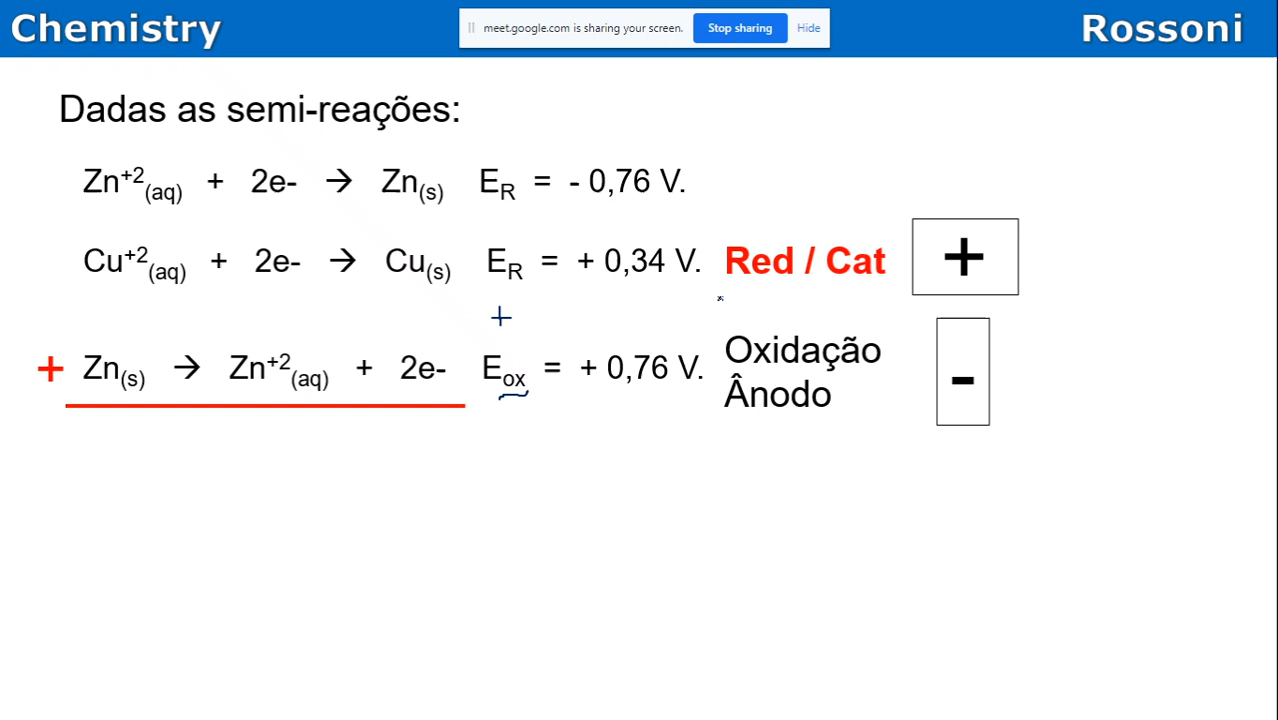 Chemistry
meet.google.com is sharing your screen. Stop sharing Hide
Rossoni
Dadas as semi-reações:
Zn+2(aq) + 2e- → Zn(s) ER = - 0,76 V.
Cu+2(aq) + 2e- → Cu(s) ER = + 0,34 V. Red / Cat +
+
+ Zn(s) → Zn+2(aq) + 2e- Eox = + 0,76 V. Oxidação -
Ânodo